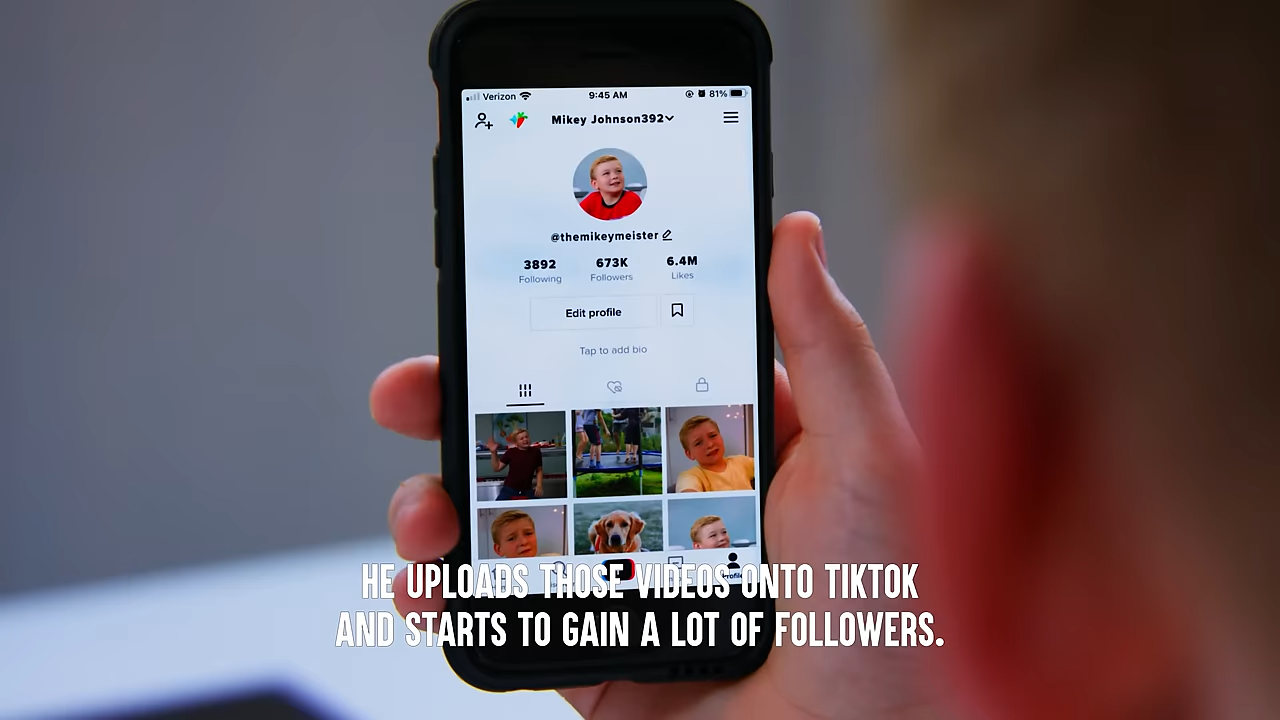 Verizon 9:45 AM 81%
Mikey Johnson392
@themikeymeister
3892 673K 6.4M
Following Followers Likes
Edit profile
Tap to add bio
Profile
HE UPLOADS THOSE VIDEOS ONTO TIKTOK
AND STARTS TO GAIN A LOT OF FOLLOWERS.